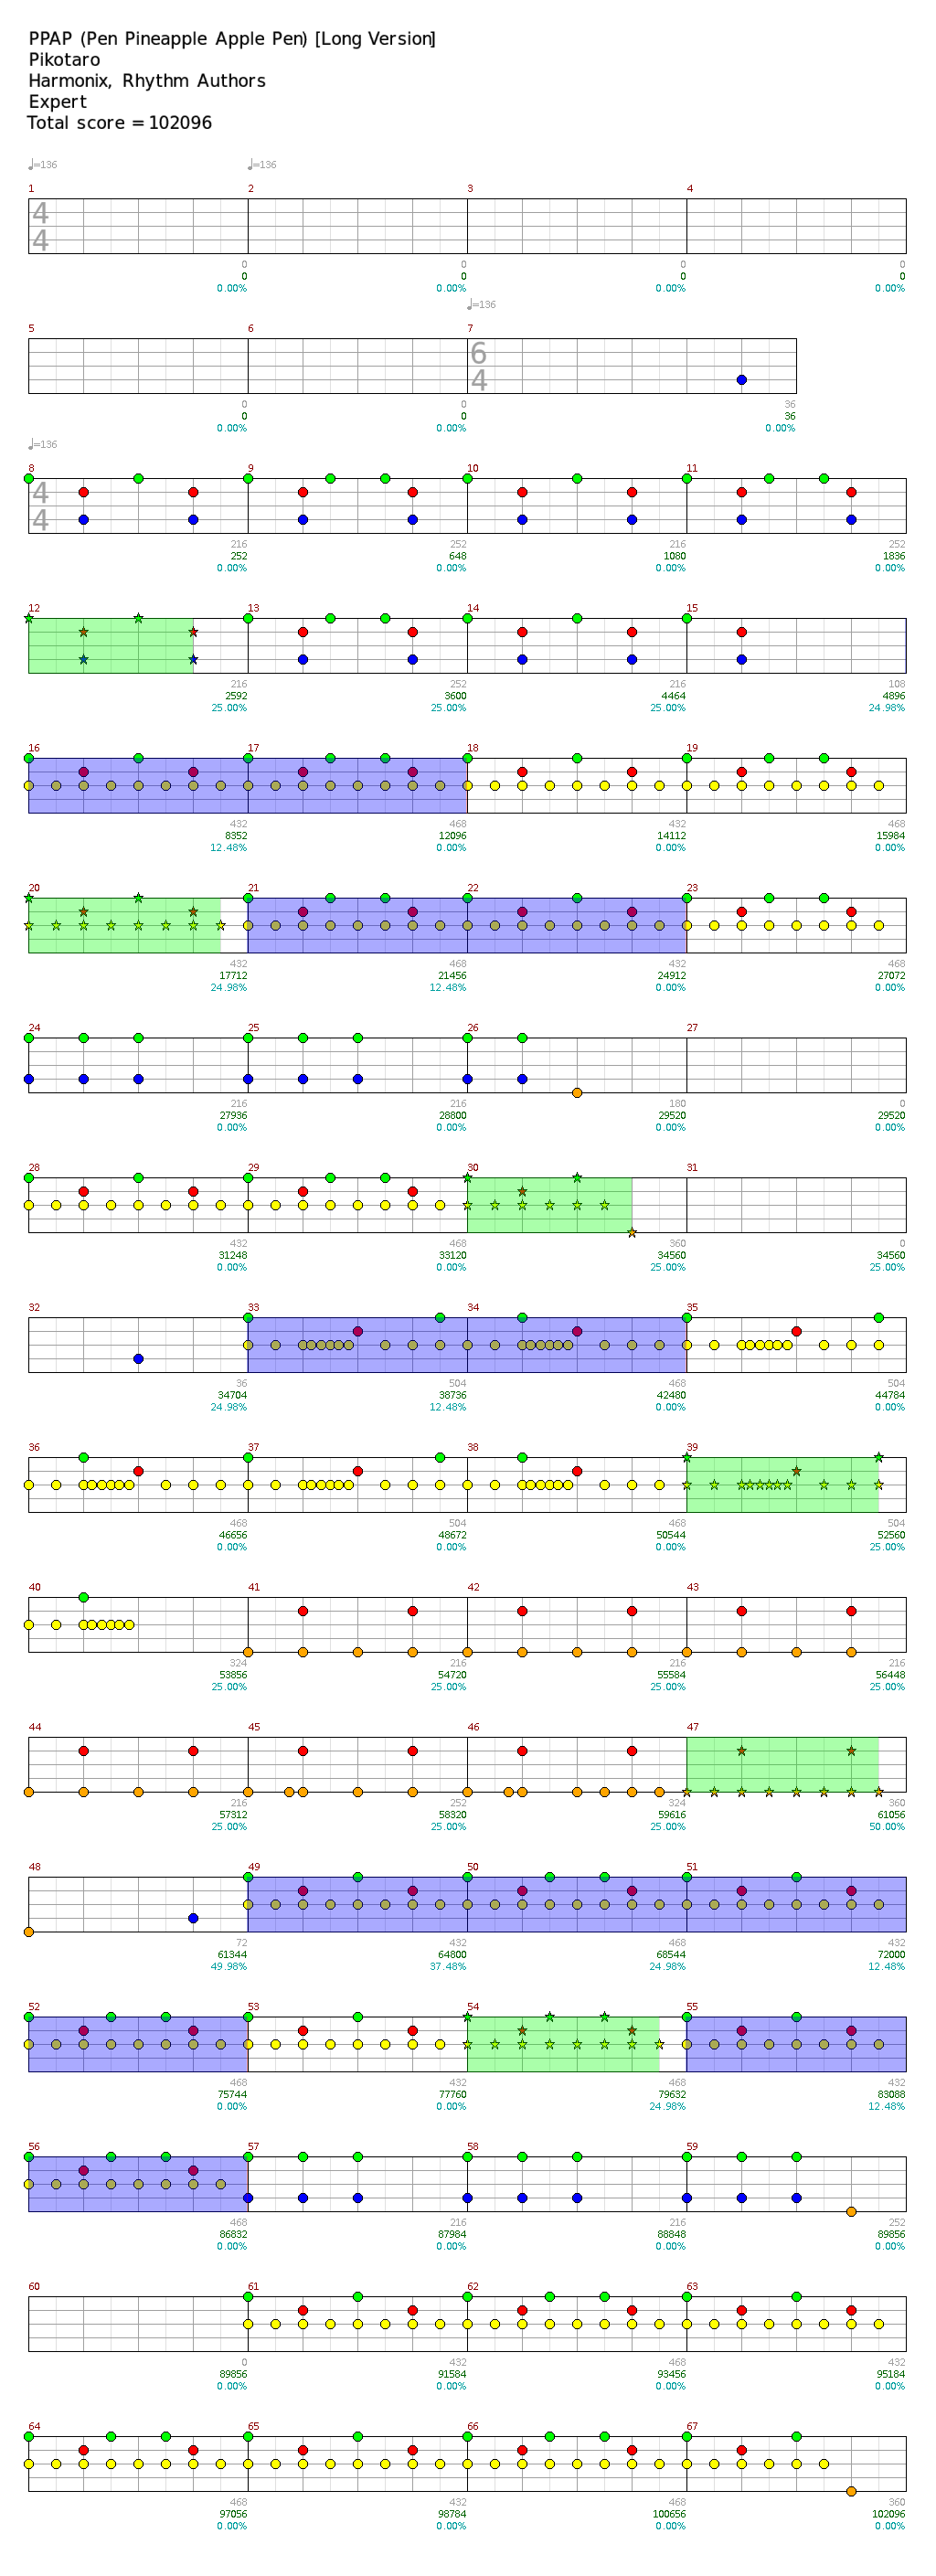 PPAP (Pen Pineapple Apple Pen) [Long Version]
Pikotaro
Harmonix, Rhythm Authors
Expert
Total score = 102096
♩=136 ♩=136
1 2 3 4
4
4
0 0 0 0
0 0 0 0
0.00% 0.00% 0.00% 0.00%
♩=136
5 6 7
6
4
0 0 36
0 0 36
0.00% 0.00% 0.00%
♩=136
8 9 10 11
4
4
216 252 216 252
252 648 1080 1836
0.00% 0.00% 0.00% 0.00%
12 13 14 15
216 252 216 108
2592 3600 4464 4896
25.00% 25.00% 25.00% 24.98%
16 17 18 19
432 468 432 468
8352 12096 14112 15984
12.48% 0.00% 0.00% 0.00%
20 21 22 23
432 468 432 468
17712 21456 24912 27072
24.98% 12.48% 0.00% 0.00%
24 25 26 27
216 216 180 0
27936 28800 29520 29520
0.00% 0.00% 0.00% 0.00%
28 29 30 31
432 468 360 0
31248 33120 34560 34560
0.00% 0.00% 25.00% 25.00%
32 33 34 35
36 504 468 504
34704 38736 42480 44784
24.98% 12.48% 0.00% 0.00%
36 37 38 39
468 504 468 504
46656 48672 50544 52560
0.00% 0.00% 0.00% 25.00%
40 41 42 43
324 216 216 216
53856 54720 55584 56448
25.00% 25.00% 25.00% 25.00%
44 45 46 47
216 252 324 360
57312 58320 59616 61056
25.00% 25.00% 25.00% 50.00%
48 49 50 51
72 432 468 432
61344 64800 68544 72000
49.98% 37.48% 24.98% 12.48%
52 53 54 55
468 432 468 432
75744 77760 79632 83088
0.00% 0.00% 24.98% 12.48%
56 57 58 59
468 216 216 252
86832 87984 88848 89856
0.00% 0.00% 0.00% 0.00%
60 61 62 63
0 432 468 432
89856 91584 93456 95184
0.00% 0.00% 0.00% 0.00%
64 65 66 67
468 432 468 360
97056 98784 100656 102096
0.00% 0.00% 0.00% 0.00%